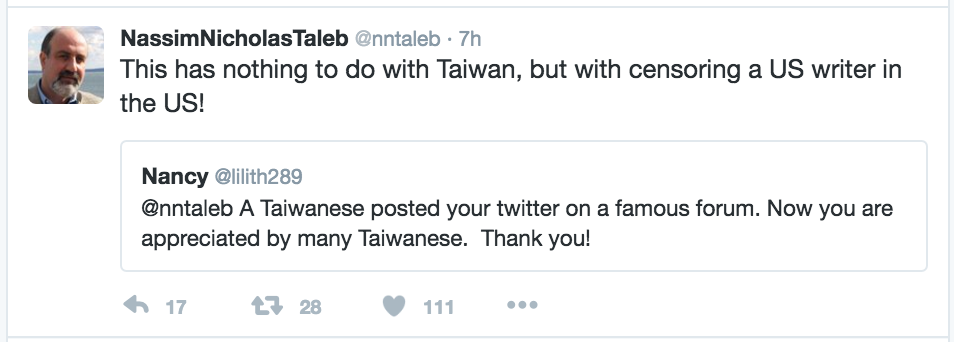 NassimNicholasTaleb @nntaleb · 7h
This has nothing to do with Taiwan, but with censoring a US writer in
the US!
Nancy @lilith289
@nntaleb A Taiwanese posted your twitter on a famous forum. Now you are
appreciated by many Taiwanese.  Thank you!
17 28 111